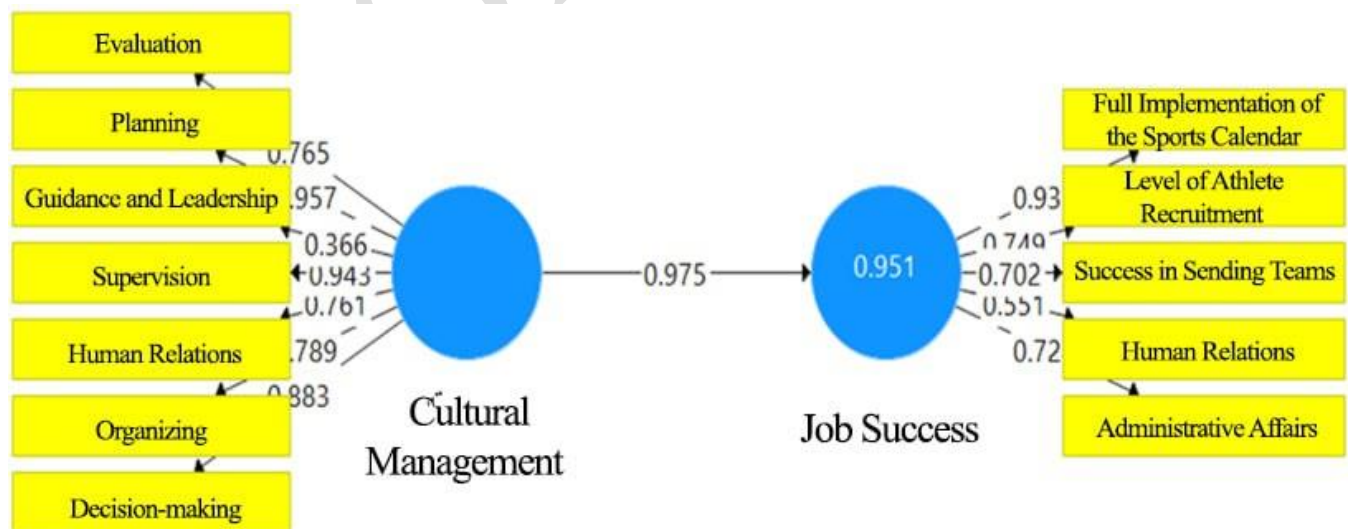 Evaluation
Planning
0.765
Guidance and Leadership
.957
0.366
Supervision
0.943
0.761
Human Relations
.789
Organizing
0.883
Decision-making
Cultural
Management
0.975
0.951
Job Success
Full Implementation of
the Sports Calendar
0.93
Level of Athlete
Recruitment
0.749
0.702
Success in Sending Teams
0.551
Human Relations
0.72
Administrative Affairs